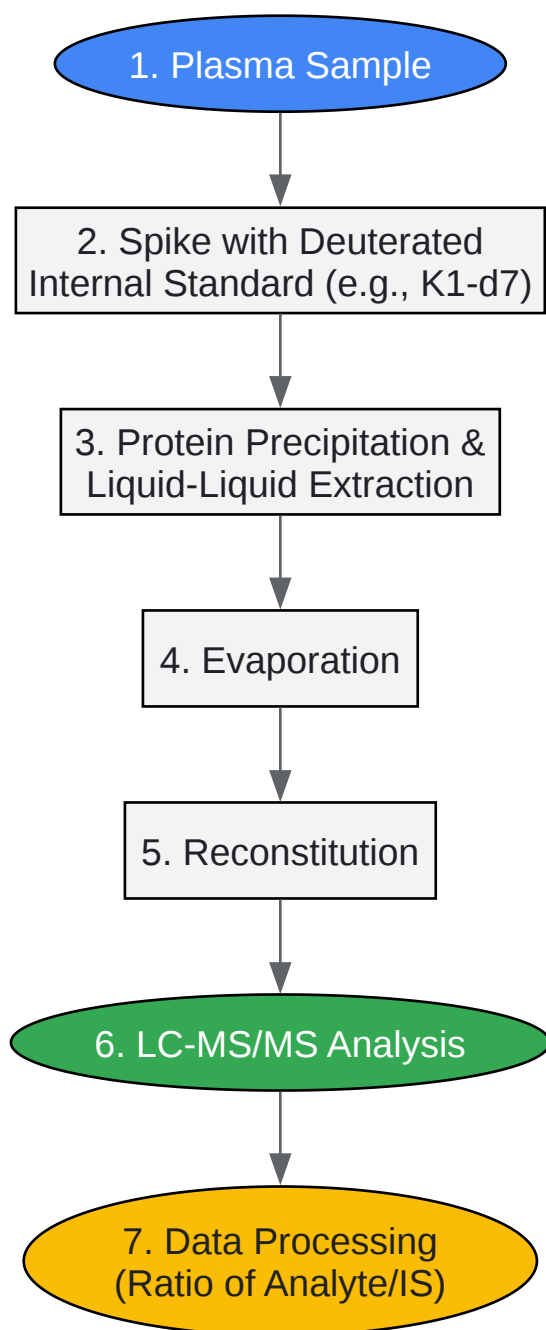 1. Plasma Sample
2. Spike with Deuterated
Internal Standard (e.g., K1-d7)
3. Protein Precipitation &
Liquid-Liquid Extraction
4. Evaporation
5. Reconstitution
6. LC-MS/MS Analysis
7. Data Processing
(Ratio of Analyte/IS)